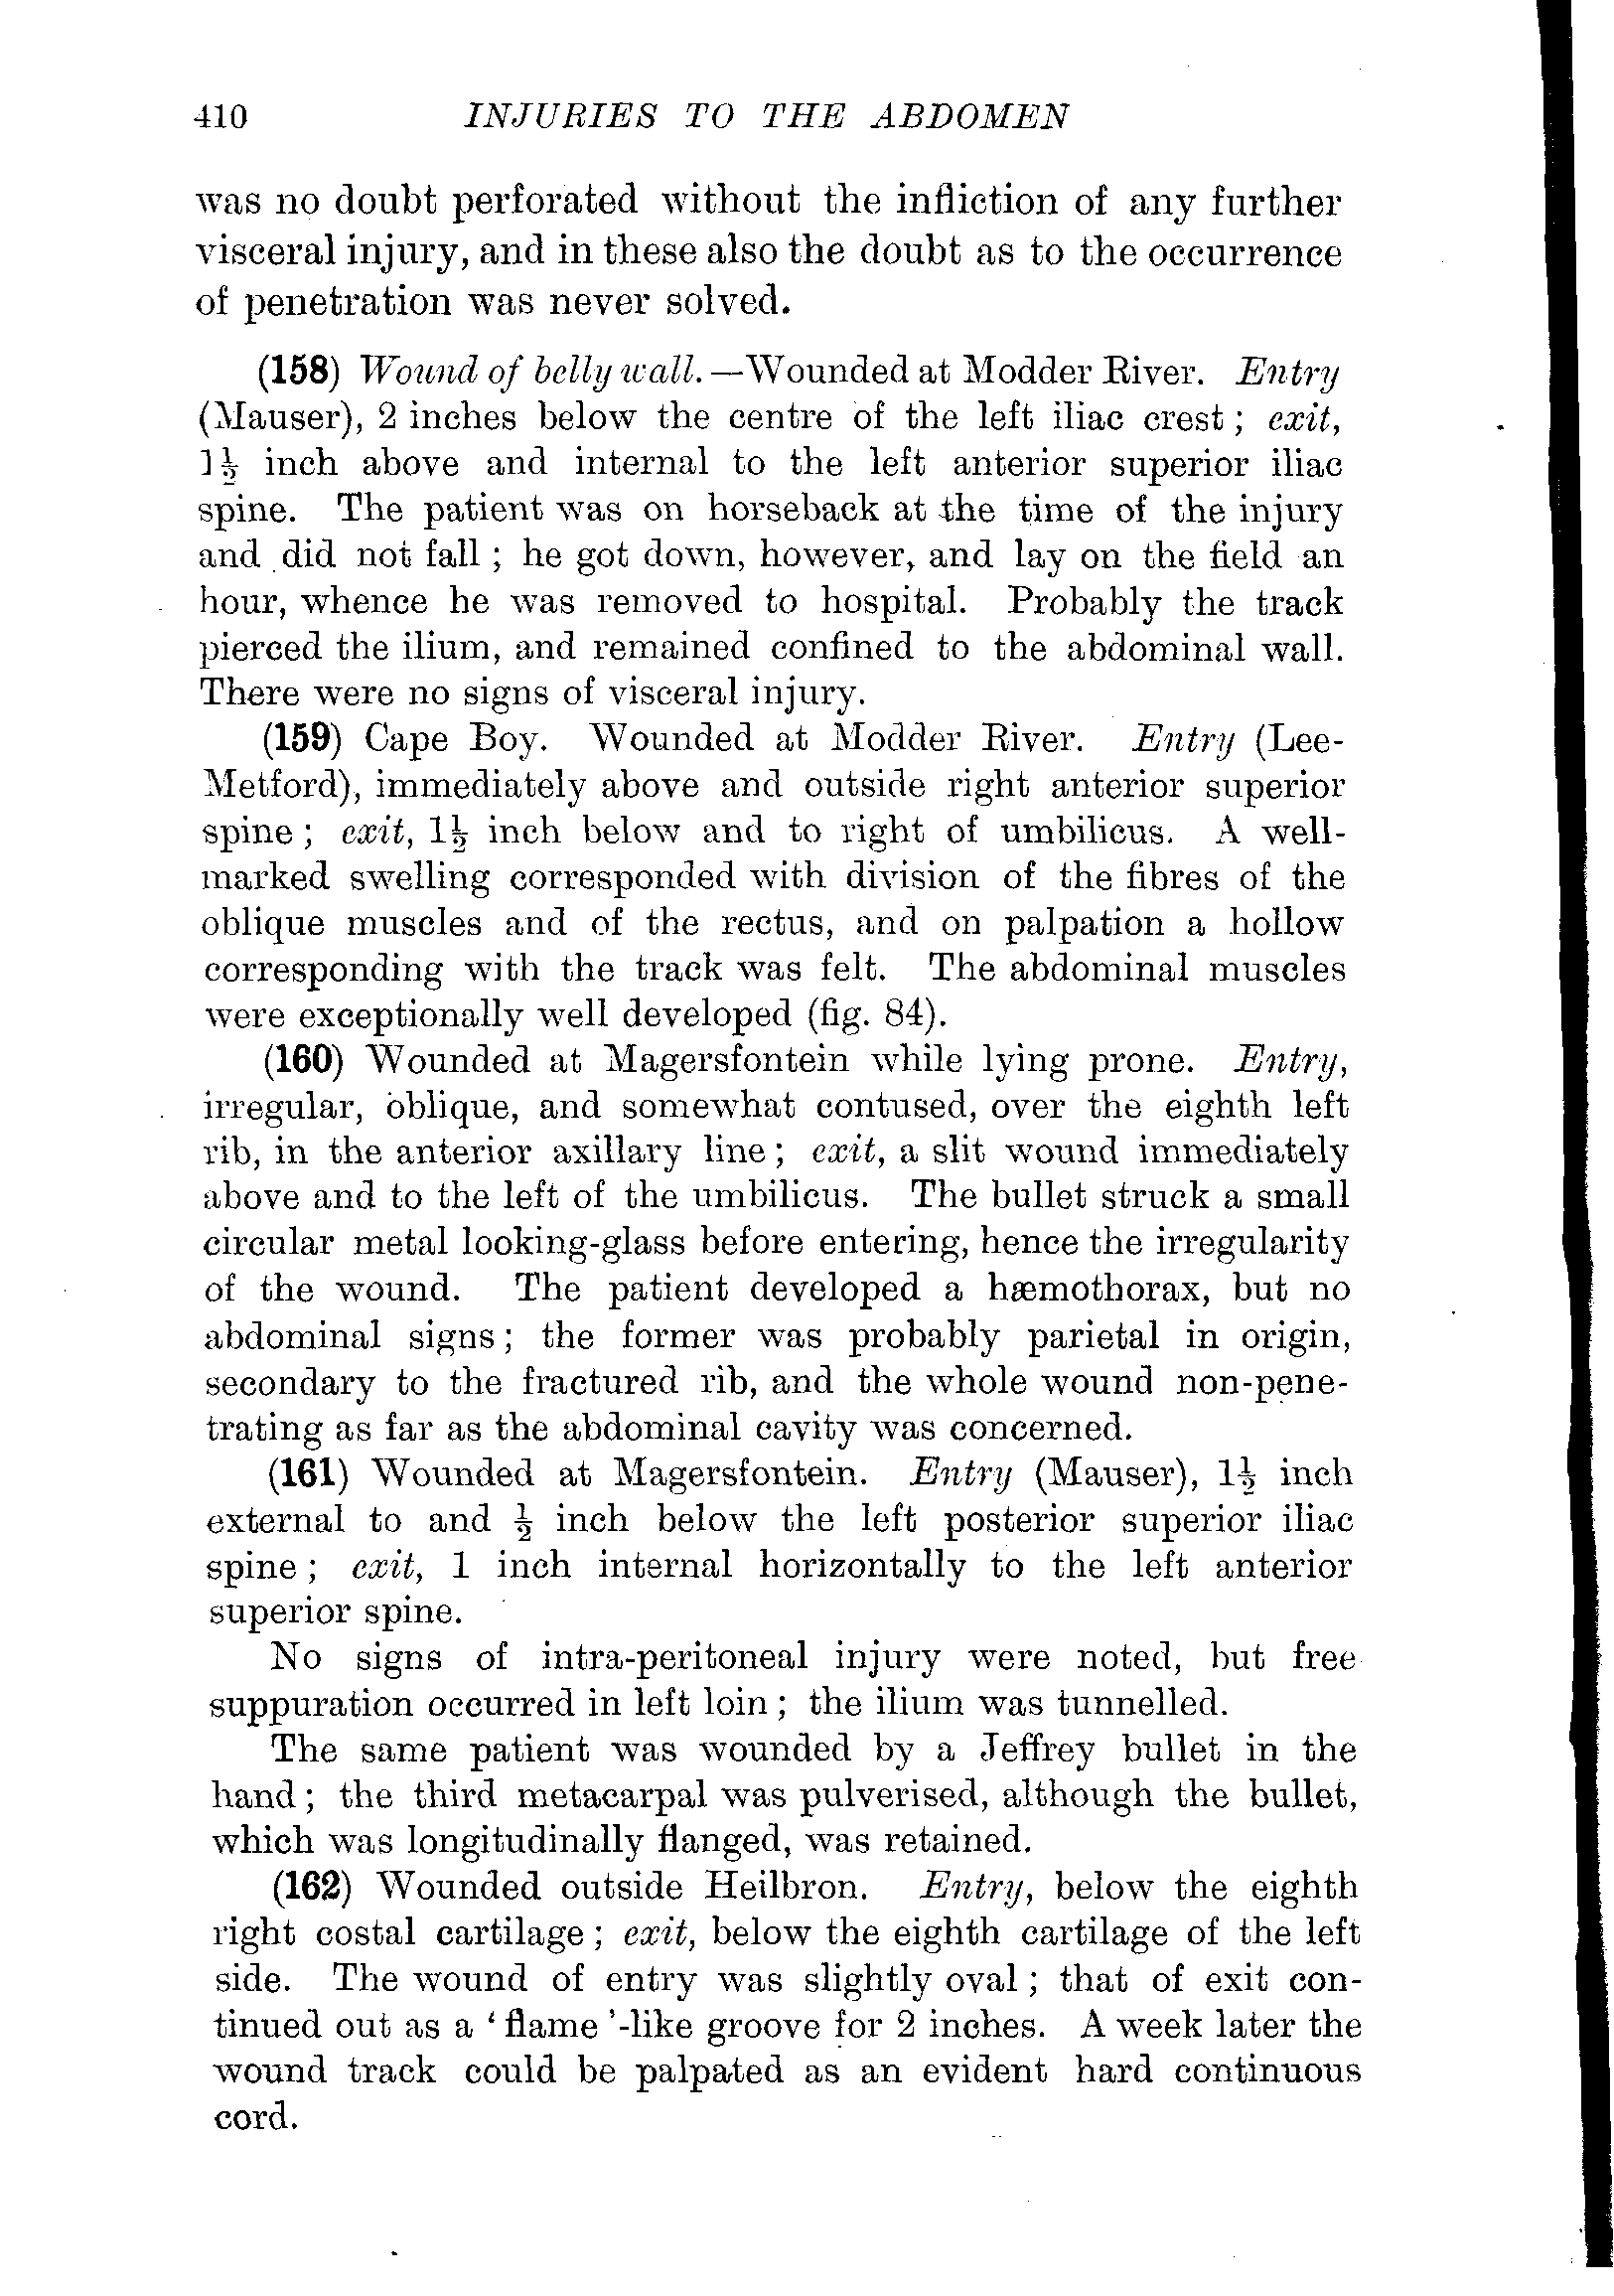 410 INJURIES TO THE ABDOMEN
was no doubt perforated without the infliction of any further
visceral injury, and in these also the doubt as to the occurrence
of penetration was never solved.
(158) Wound of belly wall.—Wounded at Modder River. Entry
(Mauser), 2 inches below the centre of the left iliac crest; exit,
1½ inch above and internal to the left anterior superior iliac
spine. The patient was on horseback at the time of the injury
and did not fall; he got down, however, and lay on the field an
hour, whence he was removed to hospital. Probably the track
pierced the ilium, and remained confined to the abdominal wall.
There were no signs of visceral injury.
(159) Cape Boy. Wounded at Modder River. Entry (Lee-
Metford), immediately above and outside right anterior superior
spine; exit, 1½ inch below and to right of umbilicus. A well-
marked swelling corresponded with division of the fibres of the
oblique muscles and of the rectus, and on palpation a hollow
corresponding with the track was felt. The abdominal muscles
were exceptionally well developed (fig. 84).
(160) Wounded at Magersfontein while lying prone. Entry,
irregular, oblique, and somewhat contused, over the eighth left
rib, in the anterior axillary line; exit, a slit wound immediately
above and to the left of the umbilicus. The bullet struck a small
circular metal looking-glass before entering, hence the irregularity
of the wound. The patient developed a hæmothorax, but no
abdominal signs; the former was probably parietal in origin,
secondary to the fractured rib, and the whole wound non-pene-
trating as far as the abdominal cavity was concerned.
(161) Wounded at Magersfontein. Entry (Mauser), 1½ inch
external to and ½ inch below the left posterior superior iliac
spine; exit, 1 inch internal horizontally to the left anterior
superior spine.
No signs of intra-peritoneal injury were noted, but free
suppuration occurred in left loin; the ilium was tunnelled.
The same patient was wounded by a Jeffrey bullet in the
hand; the third metacarpal was pulverised, although the bullet,
which was longitudinally flanged, was retained.
(162) Wounded outside Heilbron. Entry, below the eighth
right costal cartilage; exit, below the eighth cartilage of the left
side. The wound of entry was slightly oval; that of exit con-
tinued out as a 'flame'-like groove for 2 inches. A week later the
wound track could be palpated as an evident hard continuous
cord.